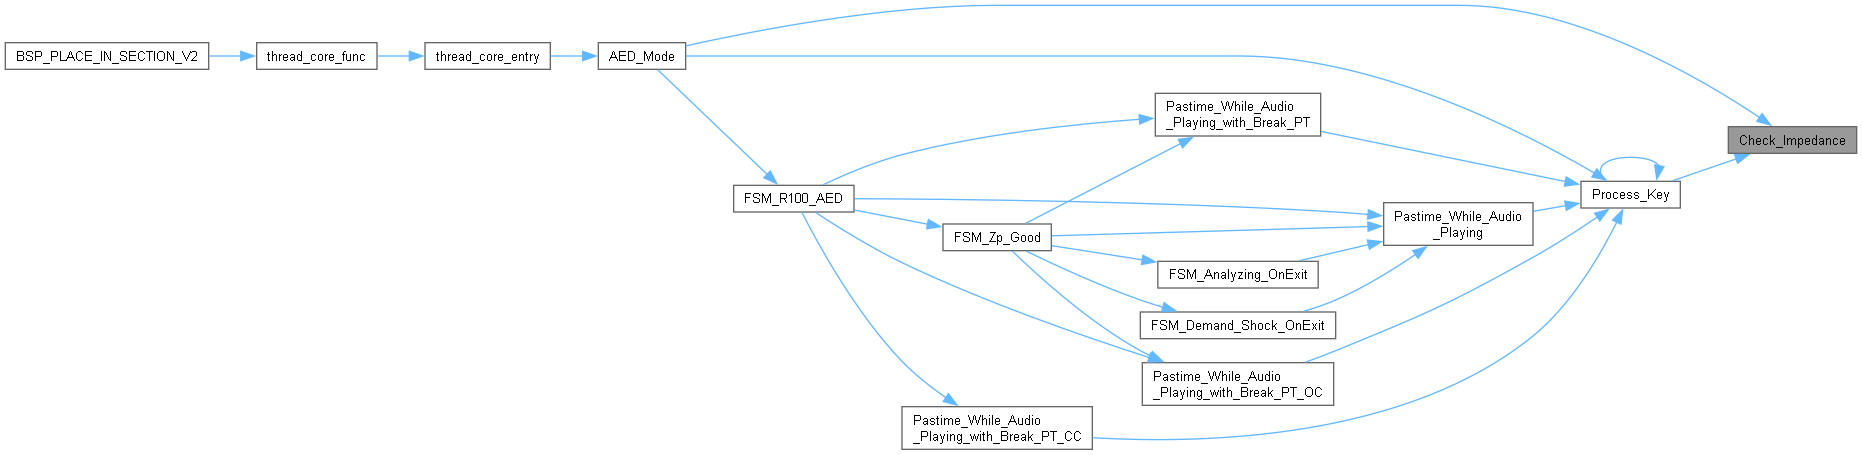 BSP_PLACE_IN_SECTION_V2
thread_core_func
thread_core_entry
AED_Mode
Pastime_While_Audio
_Playing_with_Break_PT
Check_Impedance
FSM_R100_AED
Process_Key
Pastime_While_Audio
_Playing
FSM_Zp_Good
FSM_Analyzing_OnExit
FSM_Demand_Shock_OnExit
Pastime_While_Audio
_Playing_with_Break_PT_OC
Pastime_While_Audio
_Playing_with_Break_PT_CC